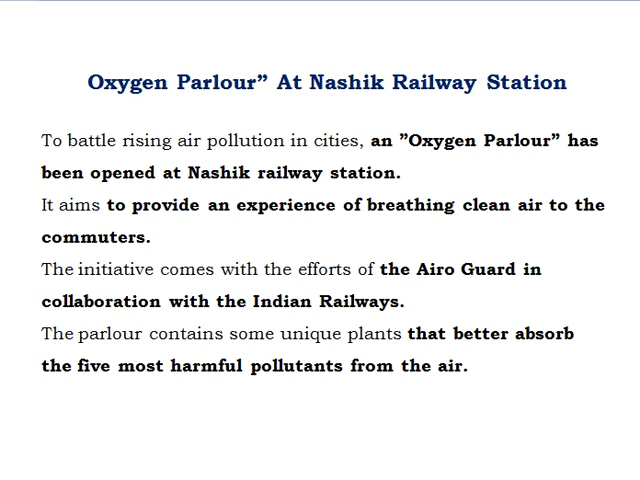 Oxygen Parlour” At Nashik Railway Station
To battle rising air pollution in cities, an ”Oxygen Parlour” has
been opened at Nashik railway station.
It aims to provide an experience of breathing clean air to the
commuters.
The initiative comes with the efforts of the Airo Guard in
collaboration with the Indian Railways.
The parlour contains some unique plants that better absorb
the five most harmful pollutants from the air.